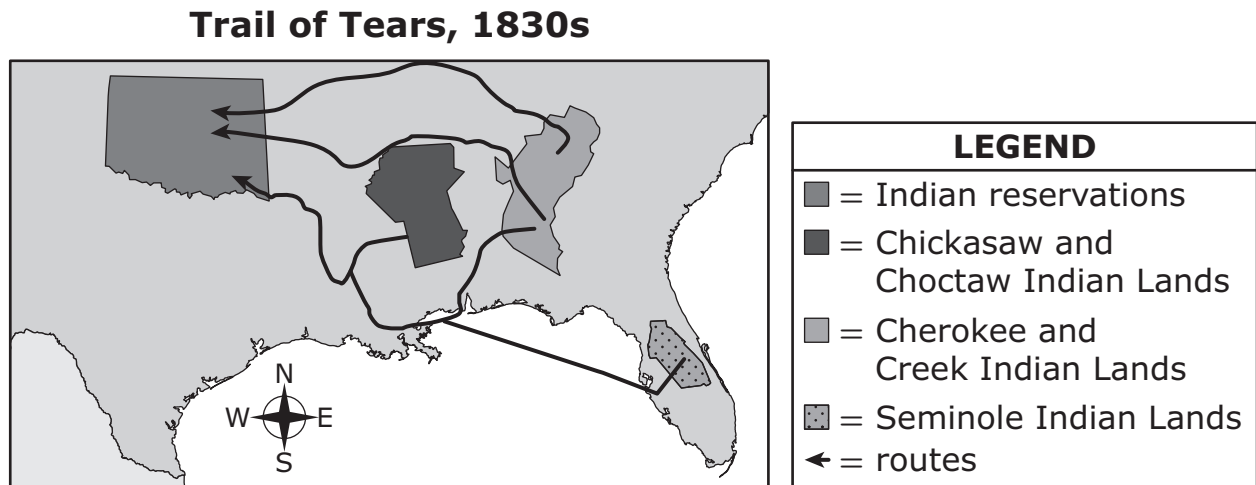 Trail of Tears, 1830s
N
W E
S
LEGEND
= Indian reservations
= Chickasaw and
Choctaw Indian Lands
= Cherokee and
Creek Indian Lands
= Seminole Indian Lands
= routes